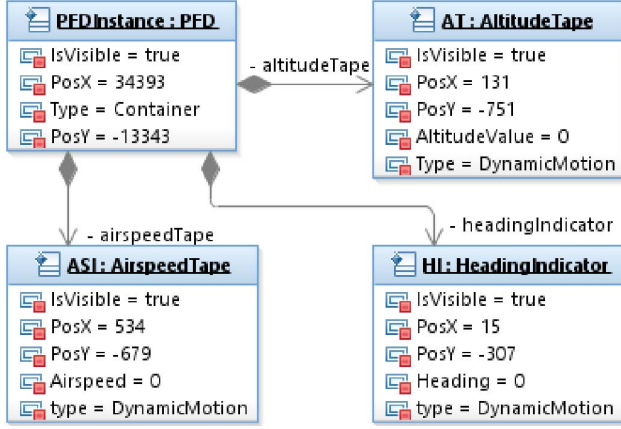 PFDInstance : PFD
IsVisible = true
PosX = 34393
Type = Container
PosY = -13343
- altitudeTape
AT : AltitudeTape
IsVisible = true
PosX = 131
PosY = -751
AltitudeValue = 0
Type = DynamicMotion
- airspeedTape
- headingIndicator
ASI : AirspeedTape
IsVisible = true
PosX = 534
PosY = -679
Airspeed = 0
type = DynamicMotion
HI : HeadingIndicator
IsVisible = true
PosX = 15
PosY = -307
Heading = 0
type = DynamicMotion